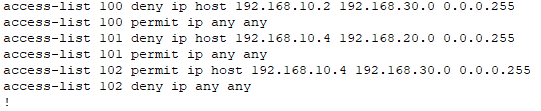 access-list 100 deny ip host 192.168.10.2 192.168.30.0 0.0.0.255
access-list 100 permit ip any any
access-list 101 deny ip host 192.168.10.4 192.168.20.0 0.0.0.255
access-list 101 permit ip any any
access-list 102 permit ip host 192.168.10.4 192.168.30.0 0.0.0.255
access-list 102 deny ip any any
!